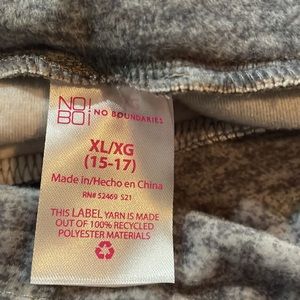 NO!
BO! NO BOUNDARIES
XL/XG
(15-17)
Made in/Hecho en China
RN# 52469 S21
THIS LABEL YARN IS MADE
OUT OF 100% RECYCLED
POLYESTER MATERIALS